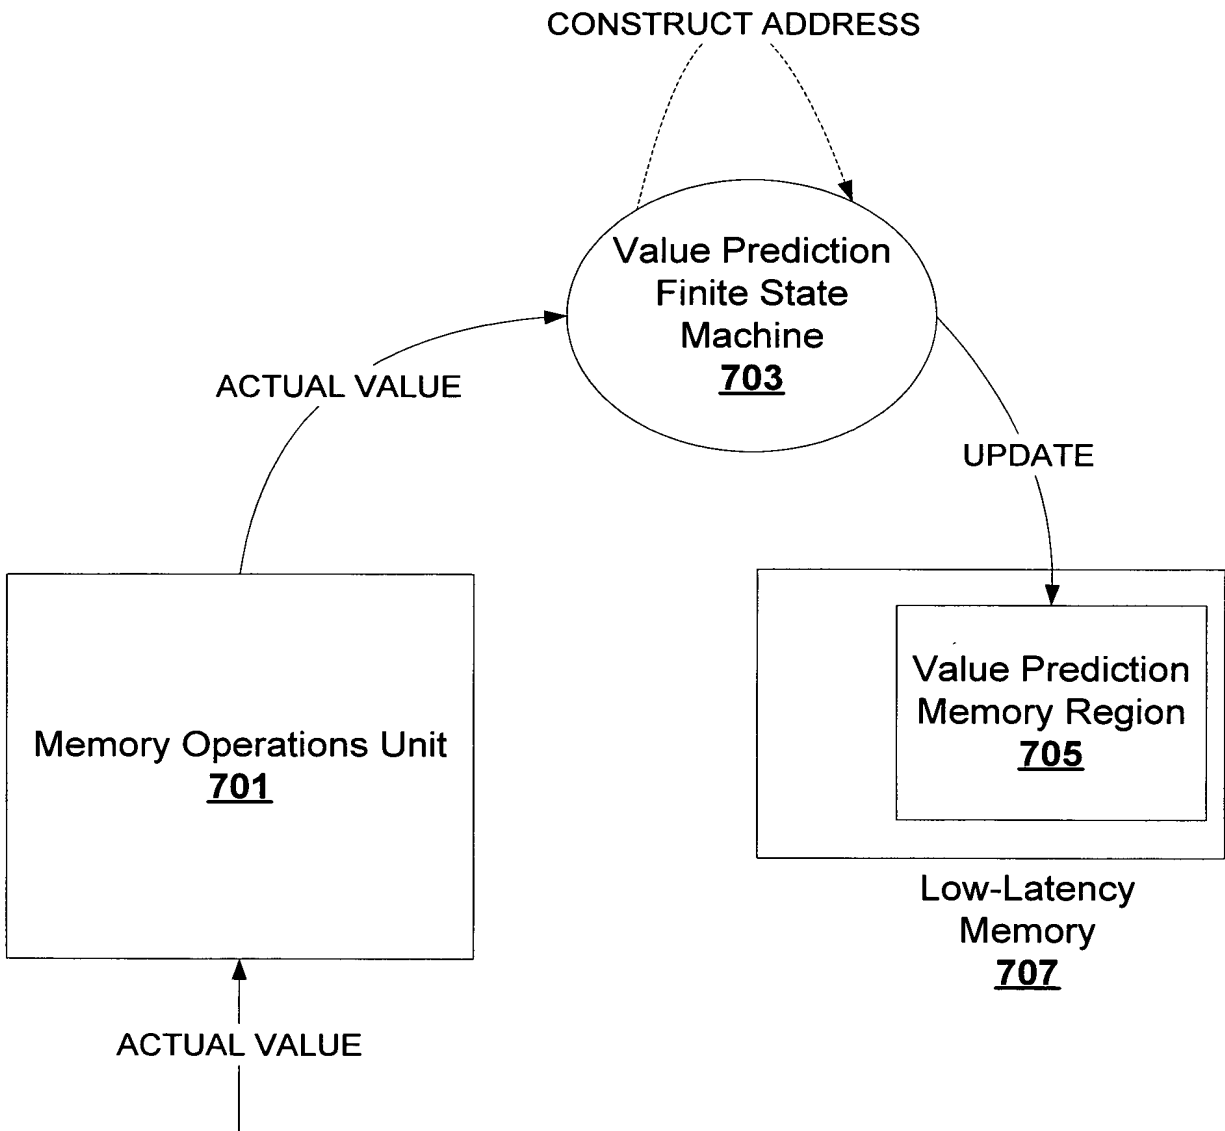 CONSTRUCT ADDRESS
Value Prediction
Finite State
Machine
703
ACTUAL VALUE
UPDATE
Memory Operations Unit
701
Value Prediction
Memory Region
705
Low-Latency
Memory
707
ACTUAL VALUE